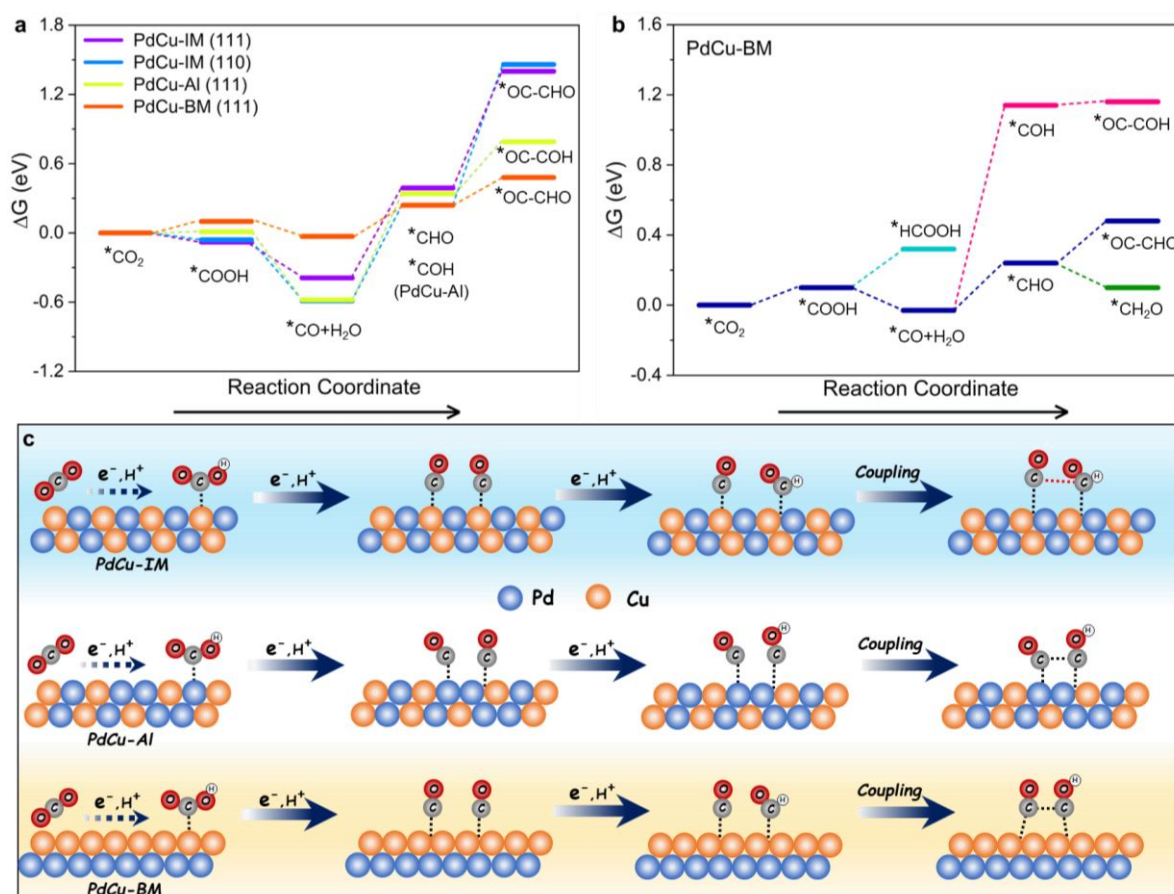 a
1.8
1.2
0.6
0.0
-0.6
-1.2
ΔG (eV)
PdCu-IM (111)
PdCu-IM (110)
PdCu-Al (111)
PdCu-BM (111)
*CO₂
*COOH
*CO+H₂O
*CHO
*COH
(PdCu-Al)
*OC-CHO
*OC-COH
*OC-CHO
Reaction Coordinate
b
1.6
1.2
0.8
0.4
0.0
-0.4
ΔG (eV)
PdCu-BM
*CO₂
*COOH
*HCOOH
*CO+H₂O
*COH
*OC-COH
*CHO
*OC-CHO
*CH₂O
Reaction Coordinate
c
O C O
e⁻,H⁺
O C O H
e⁻,H⁺
O C O C
e⁻,H⁺
O C O C H
Coupling
O C O C H
PdCu-IM
Pd Cu
O C O
e⁻,H⁺
O C O H
e⁻,H⁺
O C O C
e⁻,H⁺
O C O C H
Coupling
O C O C H
PdCu-Al
O C O
e⁻,H⁺
O C O H
e⁻,H⁺
O C O C
e⁻,H⁺
O C O C H
Coupling
O C O C H
PdCu-BM